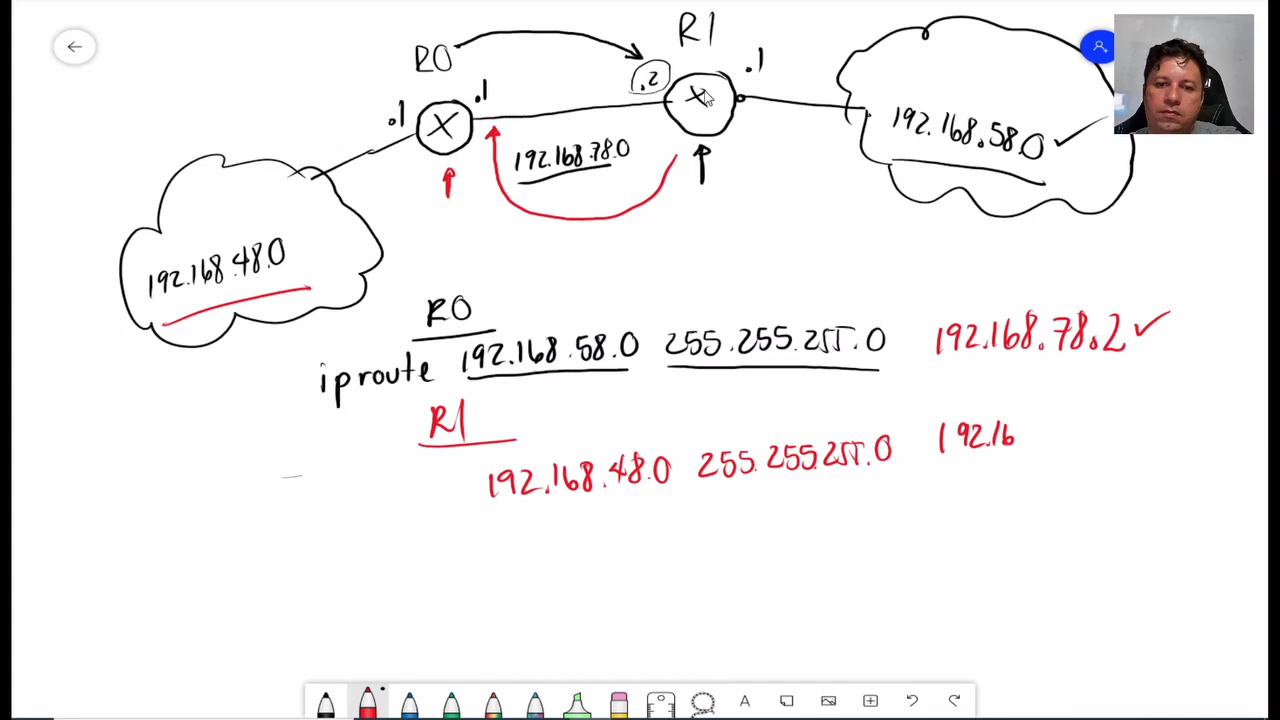 R1
R0
.2
.1
.1
.1
192.168.58.0
192.168.78.0
192.168.48.0
R0
ip route 192.168.58.0 255.255.255.0 192.168.78.2
R1
192.168.48.0 255.255.255.0 192.16
A